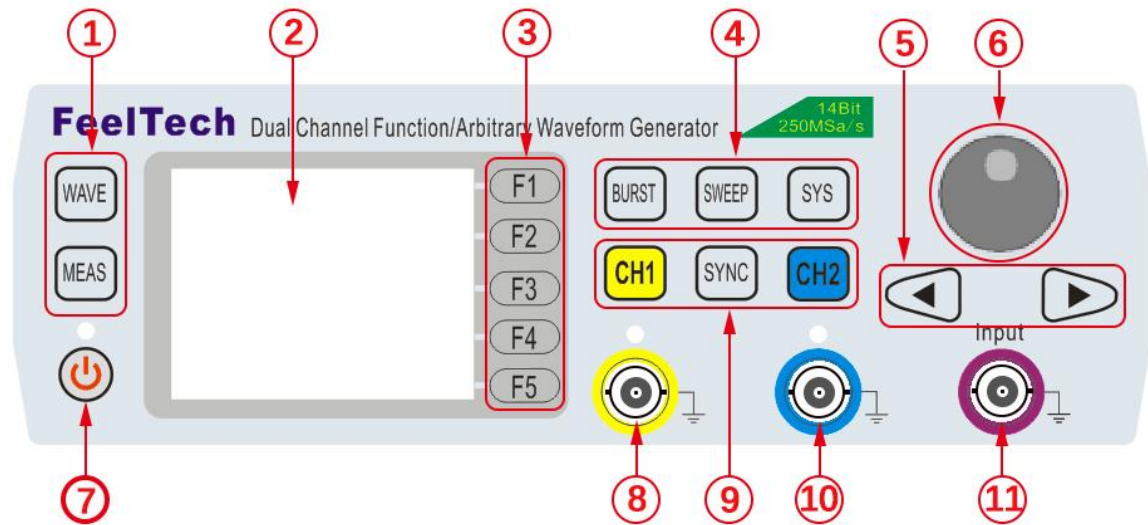 1 2 3 4 5 6
FeelTech Dual Channel Function/Arbitrary Waveform Generator
14Bit
250MSa/s
WAVE F1 BURST SWEEP SYS
F2
MEAS F3 CH1 SYNC CH2
F4 Input
F5
7 8 9 10 11